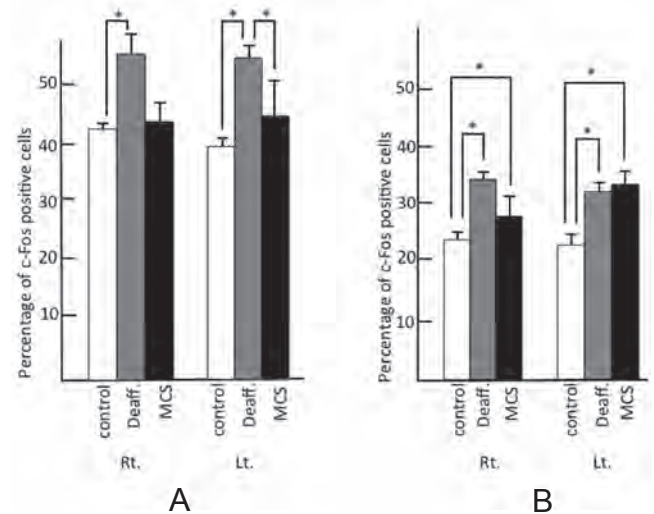 Percentage of c-Fos positive cells
50
40
30
20
10
*
*
*
control
Deaff.
MCS
control
Deaff.
MCS
Rt.
Lt.
A
Percentage of c-Fos positive cells
50
40
30
20
10
*
*
*
*
control
Deaff.
MCS
control
Deaff.
MCS
Rt.
Lt.
B